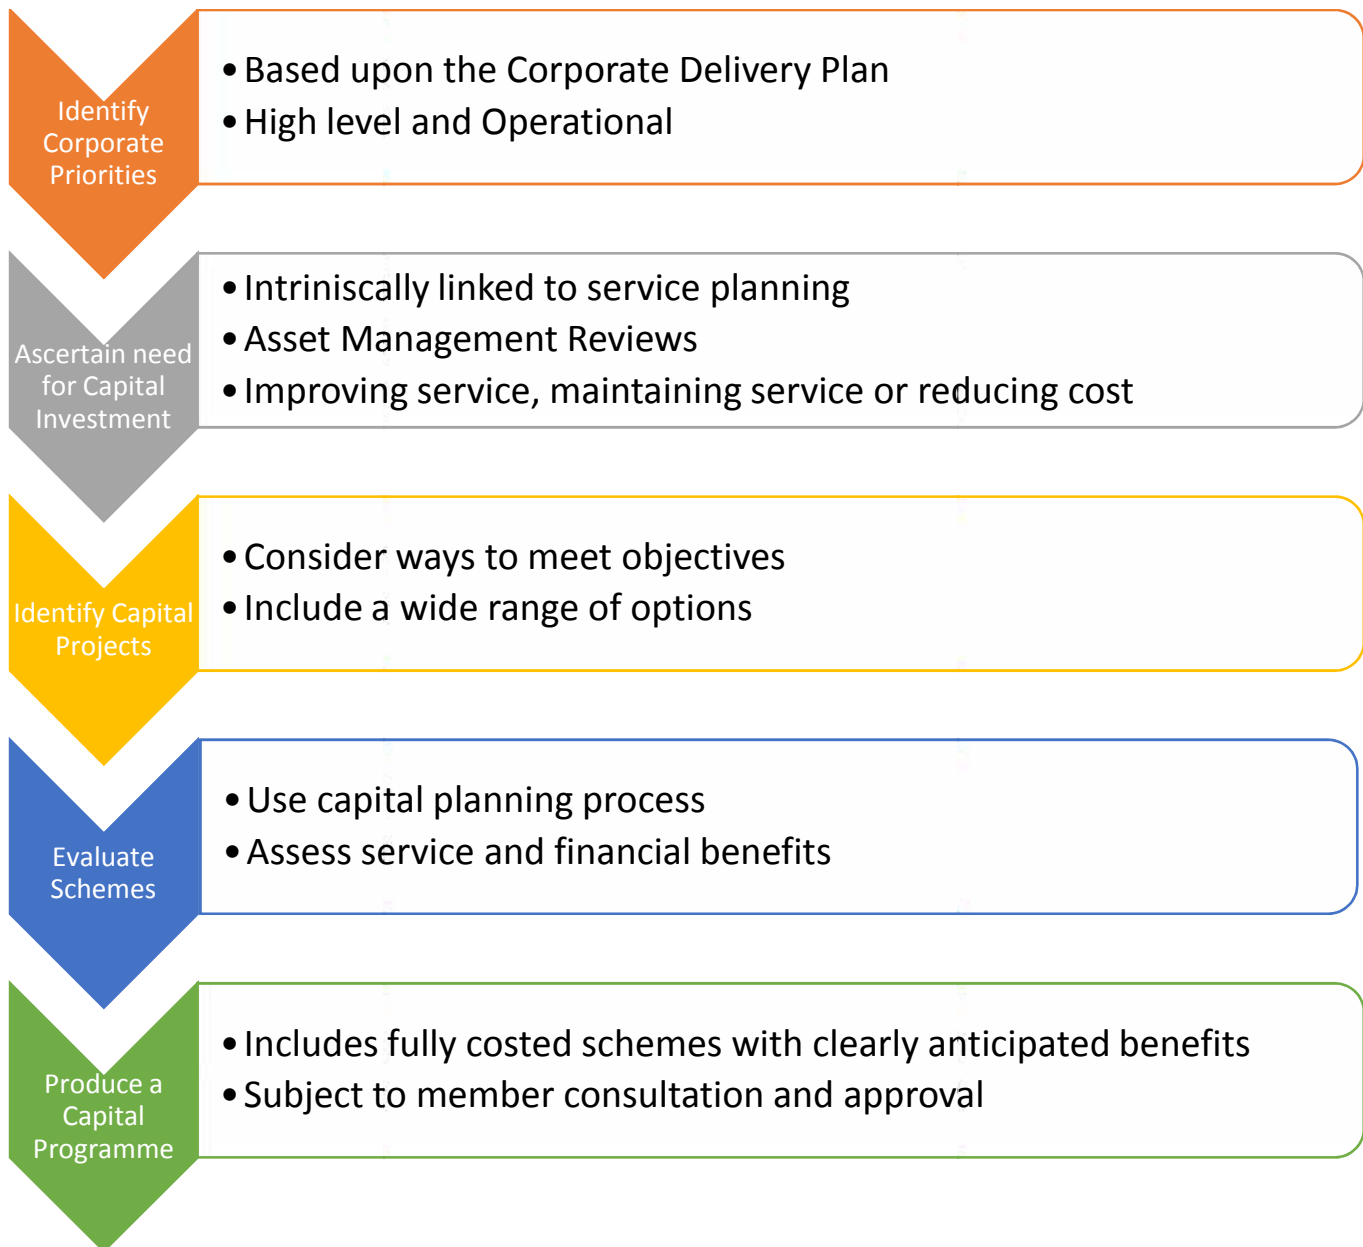 Identify
Corporate
Priorities
• Based upon the Corporate Delivery Plan
• High level and Operational
Ascertain need
for Capital
Investment
• Intriniscally linked to service planning
• Asset Management Reviews
• Improving service, maintaining service or reducing cost
Identify Capital
Projects
• Consider ways to meet objectives
• Include a wide range of options
Evaluate
Schemes
• Use capital planning process
• Assess service and financial benefits
Produce a
Capital
Programme
• Includes fully costed schemes with clearly anticipated benefits
• Subject to member consultation and approval